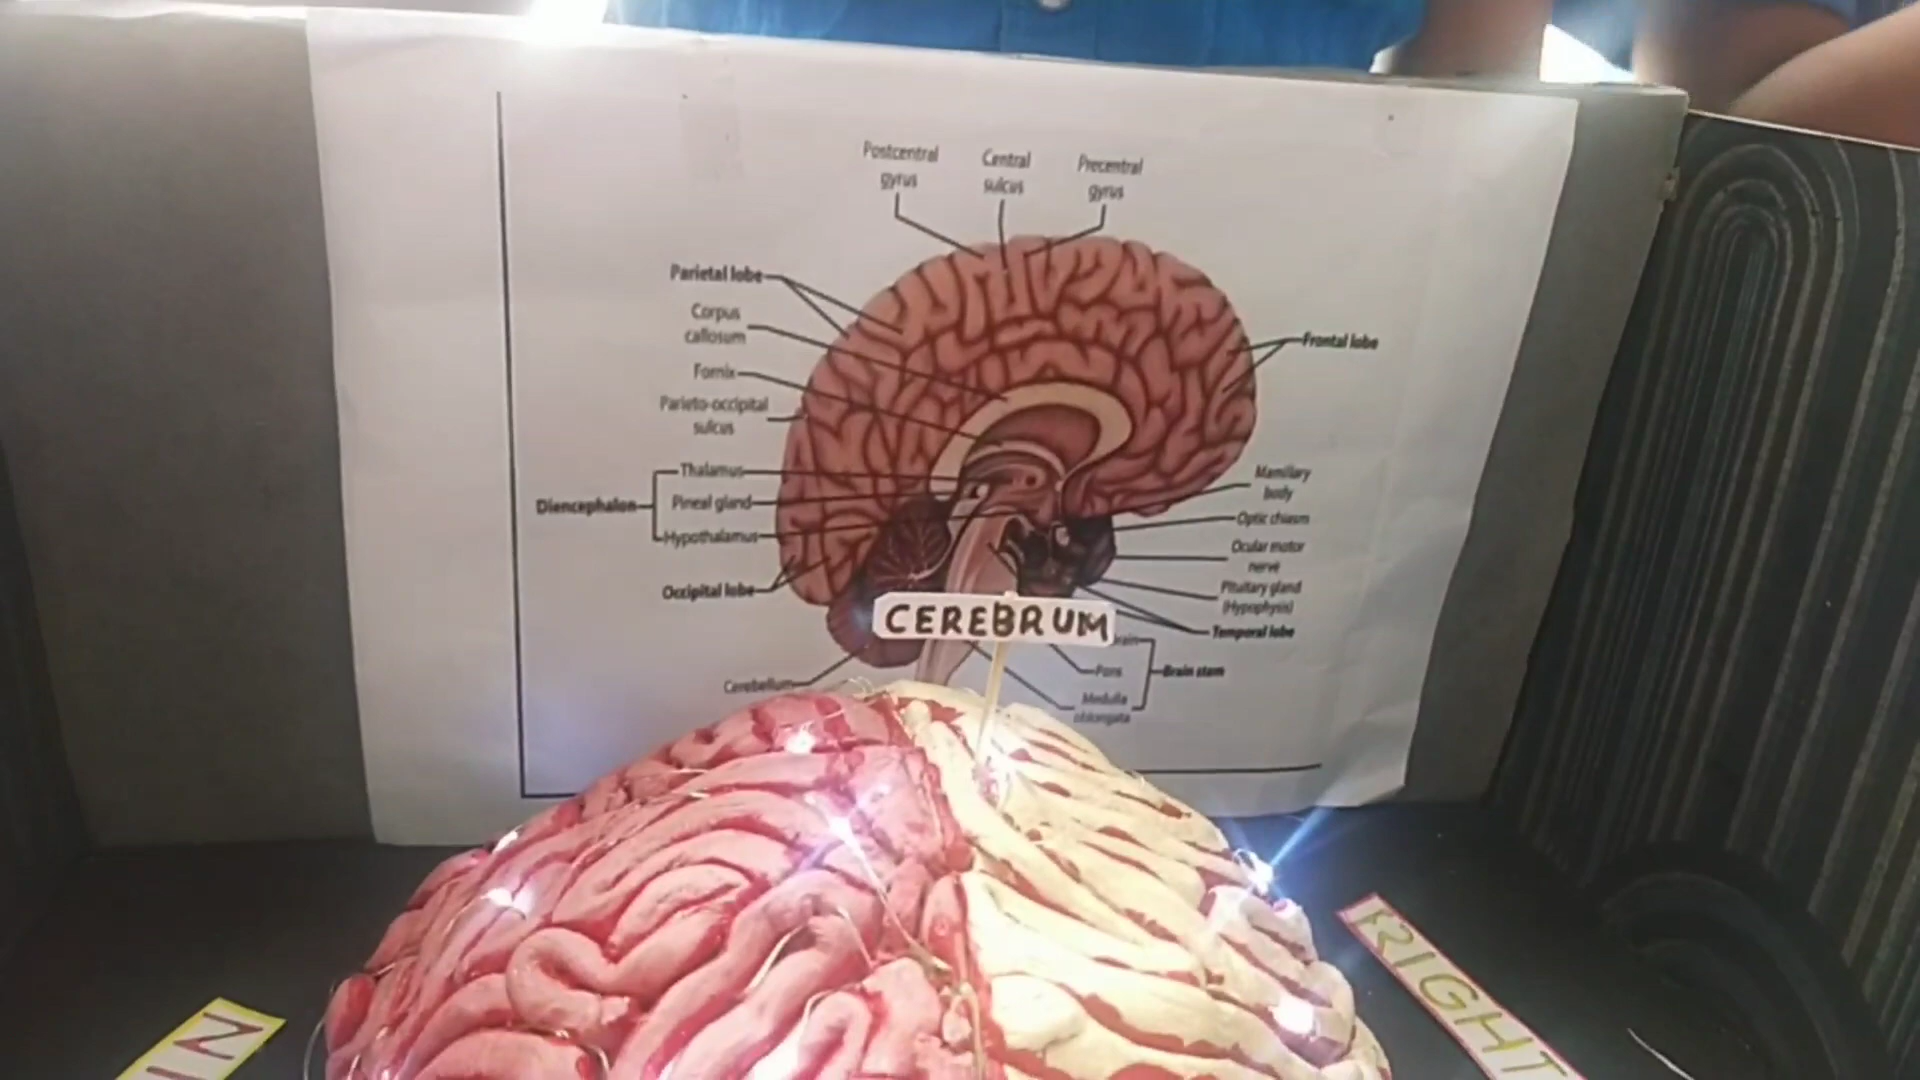 Postcentral
gyrus
Central
sulcus
Precentral
gyrus
Parietal lobe
Corpus
callosum
Fornix
Parieto-occipital
sulcus
Thalamus
Diencephalon
Pineal gland
Hypothalamus
Occipital lobe
Cerebellum
Frontal lobe
Mamillary
body
Optic chiasm
Ocular motor
nerve
Pituitary gland
(Hypophysis)
Temporal lobe
Pons
Brain stem
Medulla
oblongata
CEREBRUM
RIGHT